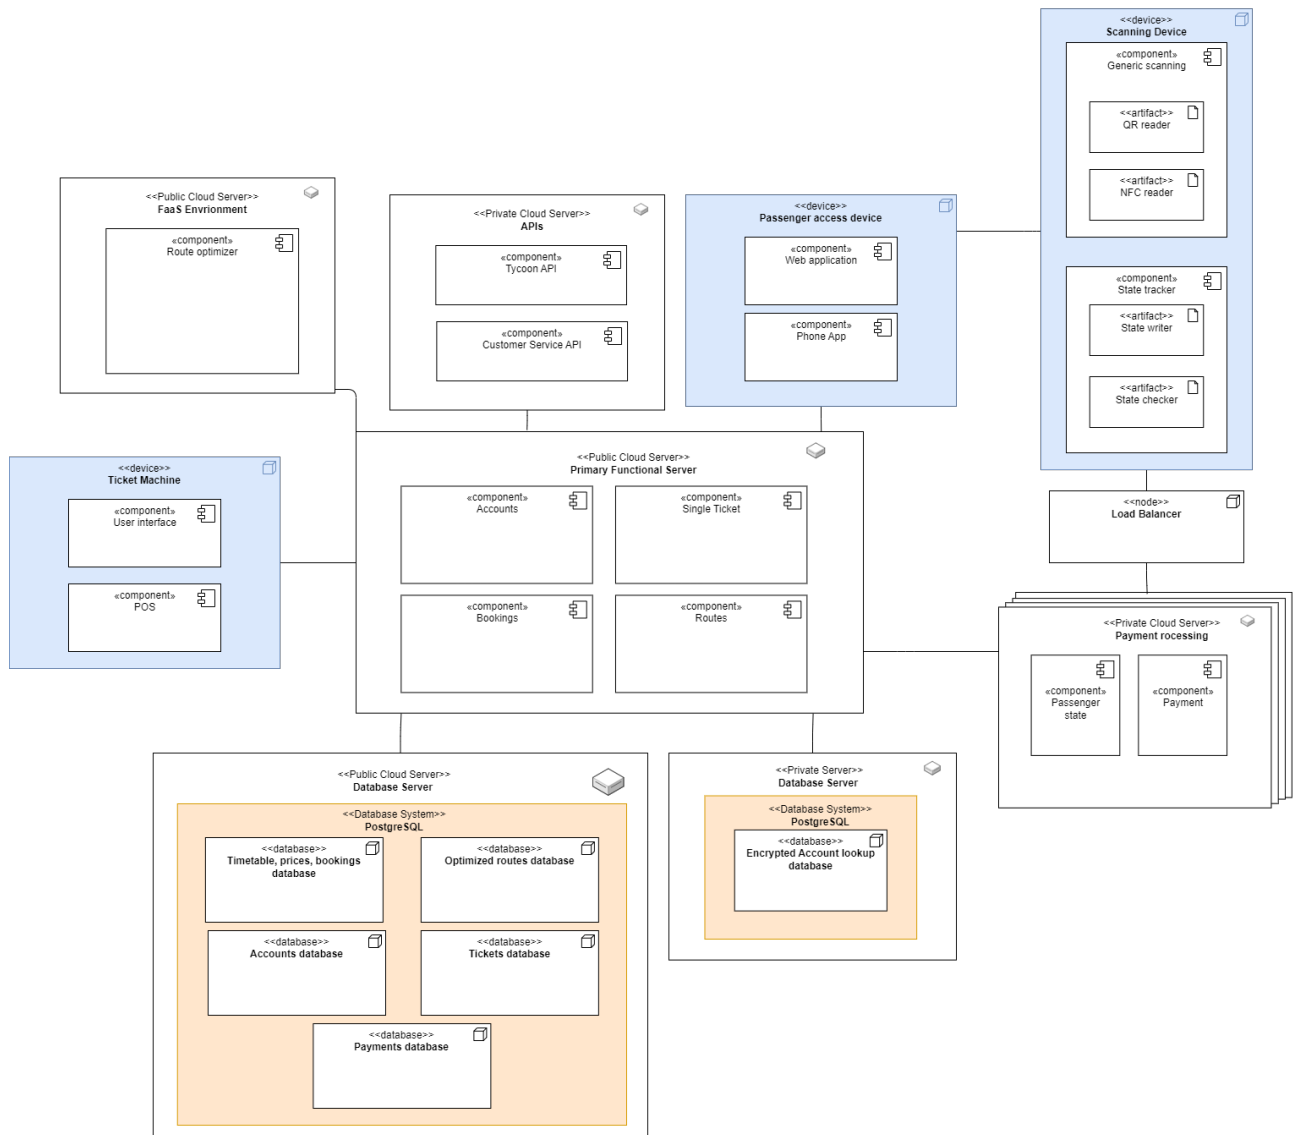 <<device>>
Scanning Device
«component»
Generic scanning
<<artifact>>
QR reader
<<artifact>>
NFC reader
«component»
State tracker
<<artifact>>
State writer
<<artifact>>
State checker
<<Public Cloud Server>>
FaaS Envrionment
«component»
Route optimizer
<<Private Cloud Server>>
APIs
«component»
Tycoon API
«component»
Customer Service API
<<device>>
Passenger access device
«component»
Web application
«component»
Phone App
<<device>>
Ticket Machine
«component»
User interface
«component»
POS
<<Public Cloud Server>>
Primary Functional Server
«component»
Accounts
«component»
Single Ticket
«component»
Bookings
«component»
Routes
<<node>>
Load Balancer
<<Private Cloud Server>>
Payment rocessing
«component»
Passenger
state
«component»
Payment
<<Public Cloud Server>>
Database Server
<<Database System>>
PostgreSQL
<<database>>
Timetable, prices, bookings
database
<<database>>
Optimized routes database
<<database>>
Accounts database
<<database>>
Tickets database
<<database>>
Payments database
<<Private Server>>
Database Server
<<Database System>>
PostgreSQL
<<database>>
Encrypted Account lookup
database